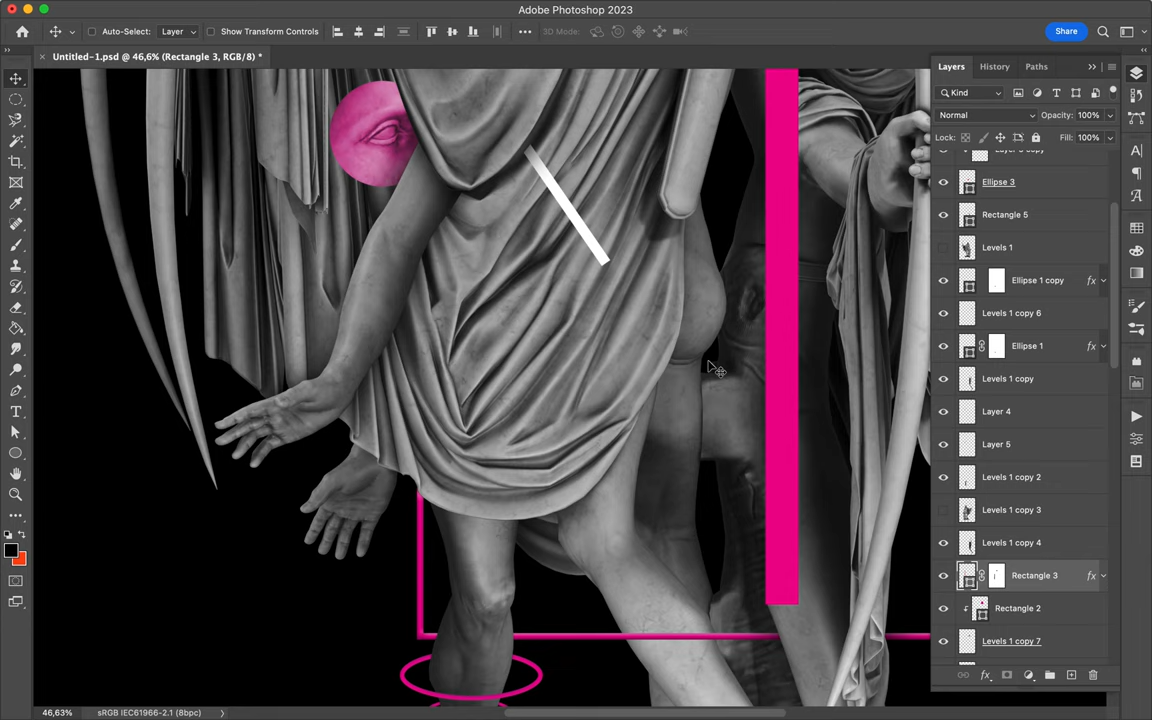 Adobe Photoshop 2023
Auto-Select: Layer Show Transform Controls 3D Mode: Share
Untitled-1.psd @ 46,6% (Rectangle 3, RGB/8) *
Layers History Paths
Kind
Normal Opacity: 100%
Lock: Fill: 100%
Ellipse 3
Rectangle 5
Levels 1
Ellipse 1 copy fx
Levels 1 copy 6
Ellipse 1 fx
Levels 1 copy
Layer 4
Layer 5
Levels 1 copy 2
Levels 1 copy 3
Levels 1 copy 4
Rectangle 3 fx
Rectangle 2
Levels 1 copy 7
fx
46,63% sRGB IEC61966-2.1 (8bpc)